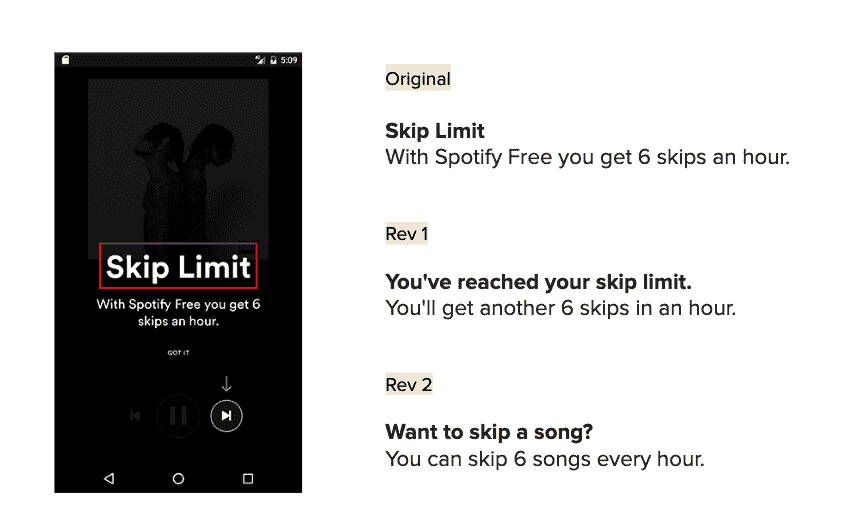 5:09
Skip Limit
With Spotify Free you get 6
skips an hour.
GOT IT
Original
Skip Limit
With Spotify Free you get 6 skips an hour.
Rev 1
You've reached your skip limit.
You'll get another 6 skips in an hour.
Rev 2
Want to skip a song?
You can skip 6 songs every hour.